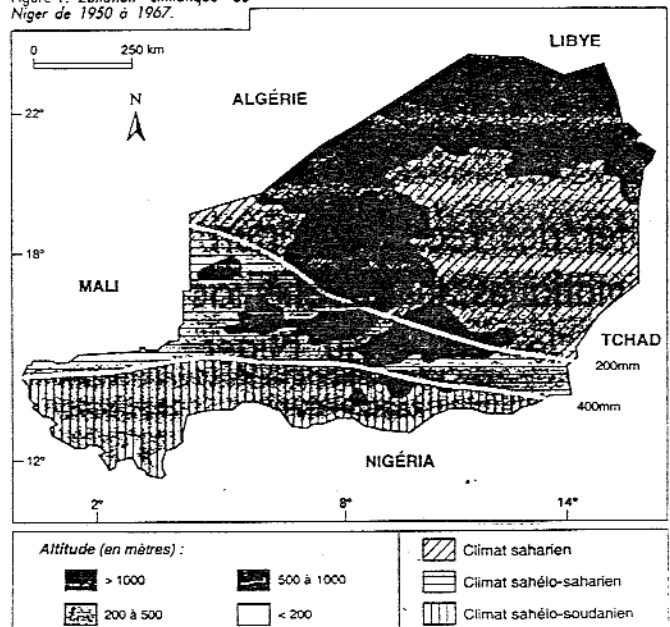 Niger de 1950 à 1967.
0 250 km
LIBYE
N
ALGÉRIE
22°
18°
MALI
TCHAD
200mm
400mm
12°
NIGÉRIA
2° 8° 14°
Altitude (en mètres) :
> 1000
500 à 1000
200 à 500
< 200
Climat saharien
Climat sahélo-saharien
Climat sahélo-soudanien